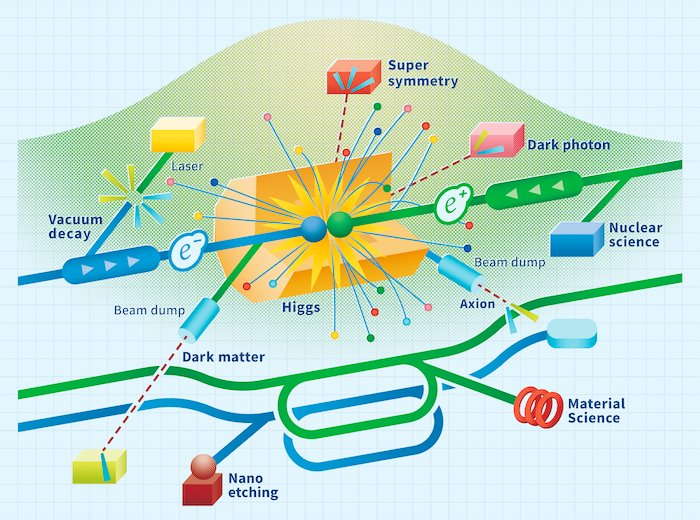 Super
symmetry
Laser
Dark photon
Vacuum
decay
e⁻
e⁺
Nuclear
science
Beam dump
Higgs
Axion
Beam dump
Dark matter
Material
Science
Nano
etching